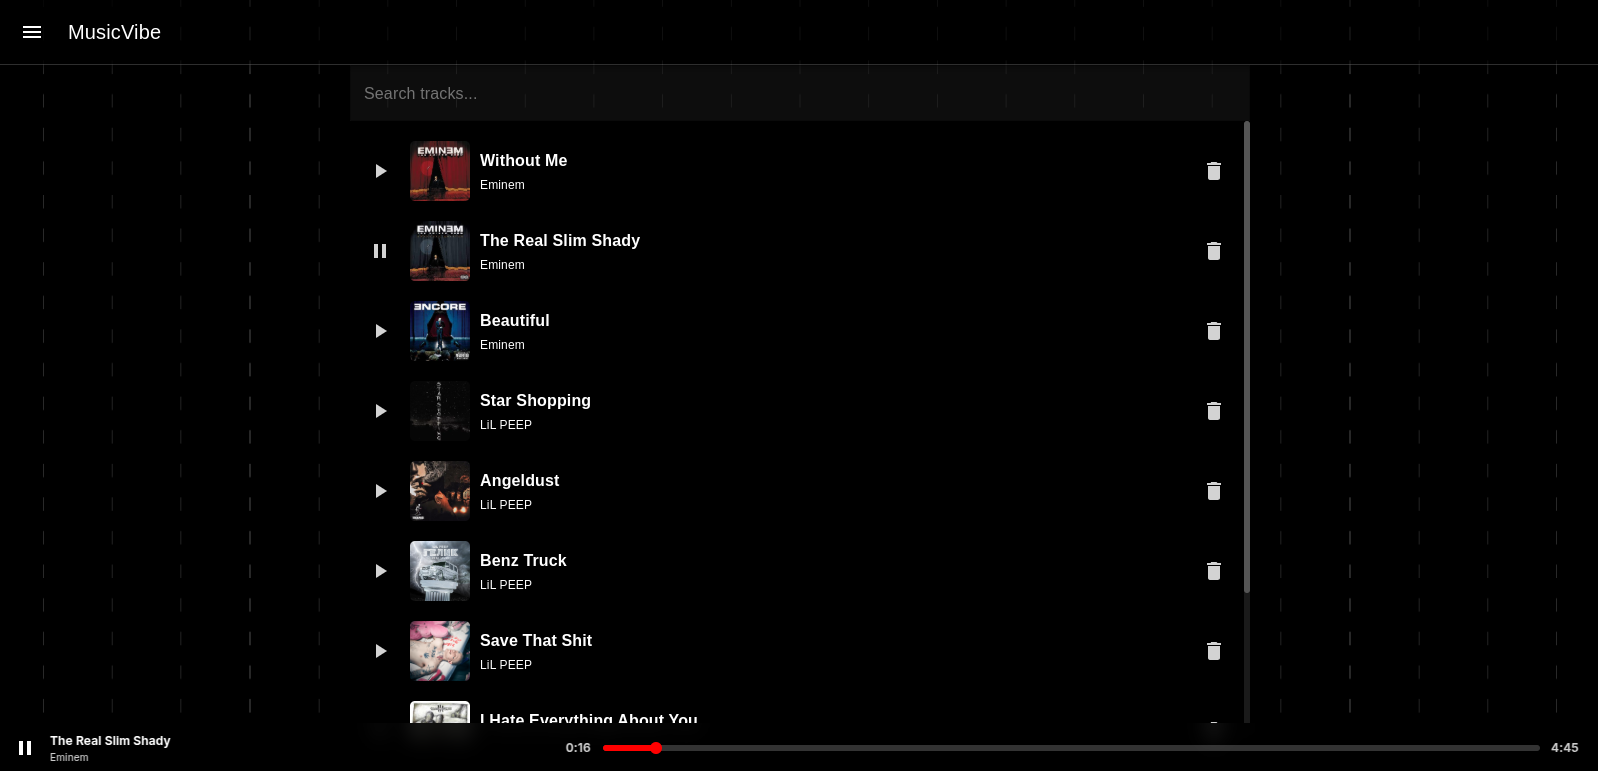 MusicVibe
Search tracks...
EMINEM
Without Me
Eminem
EMINEM
The Real Slim Shady
Eminem
ENCORE
Beautiful
Eminem
Star Shopping
LiL PEEP
Angeldust
LiL PEEP
Benz Truck
LiL PEEP
Save That Shit
LiL PEEP
I Hate Everything About You
The Real Slim Shady
Eminem
0:16
4:45